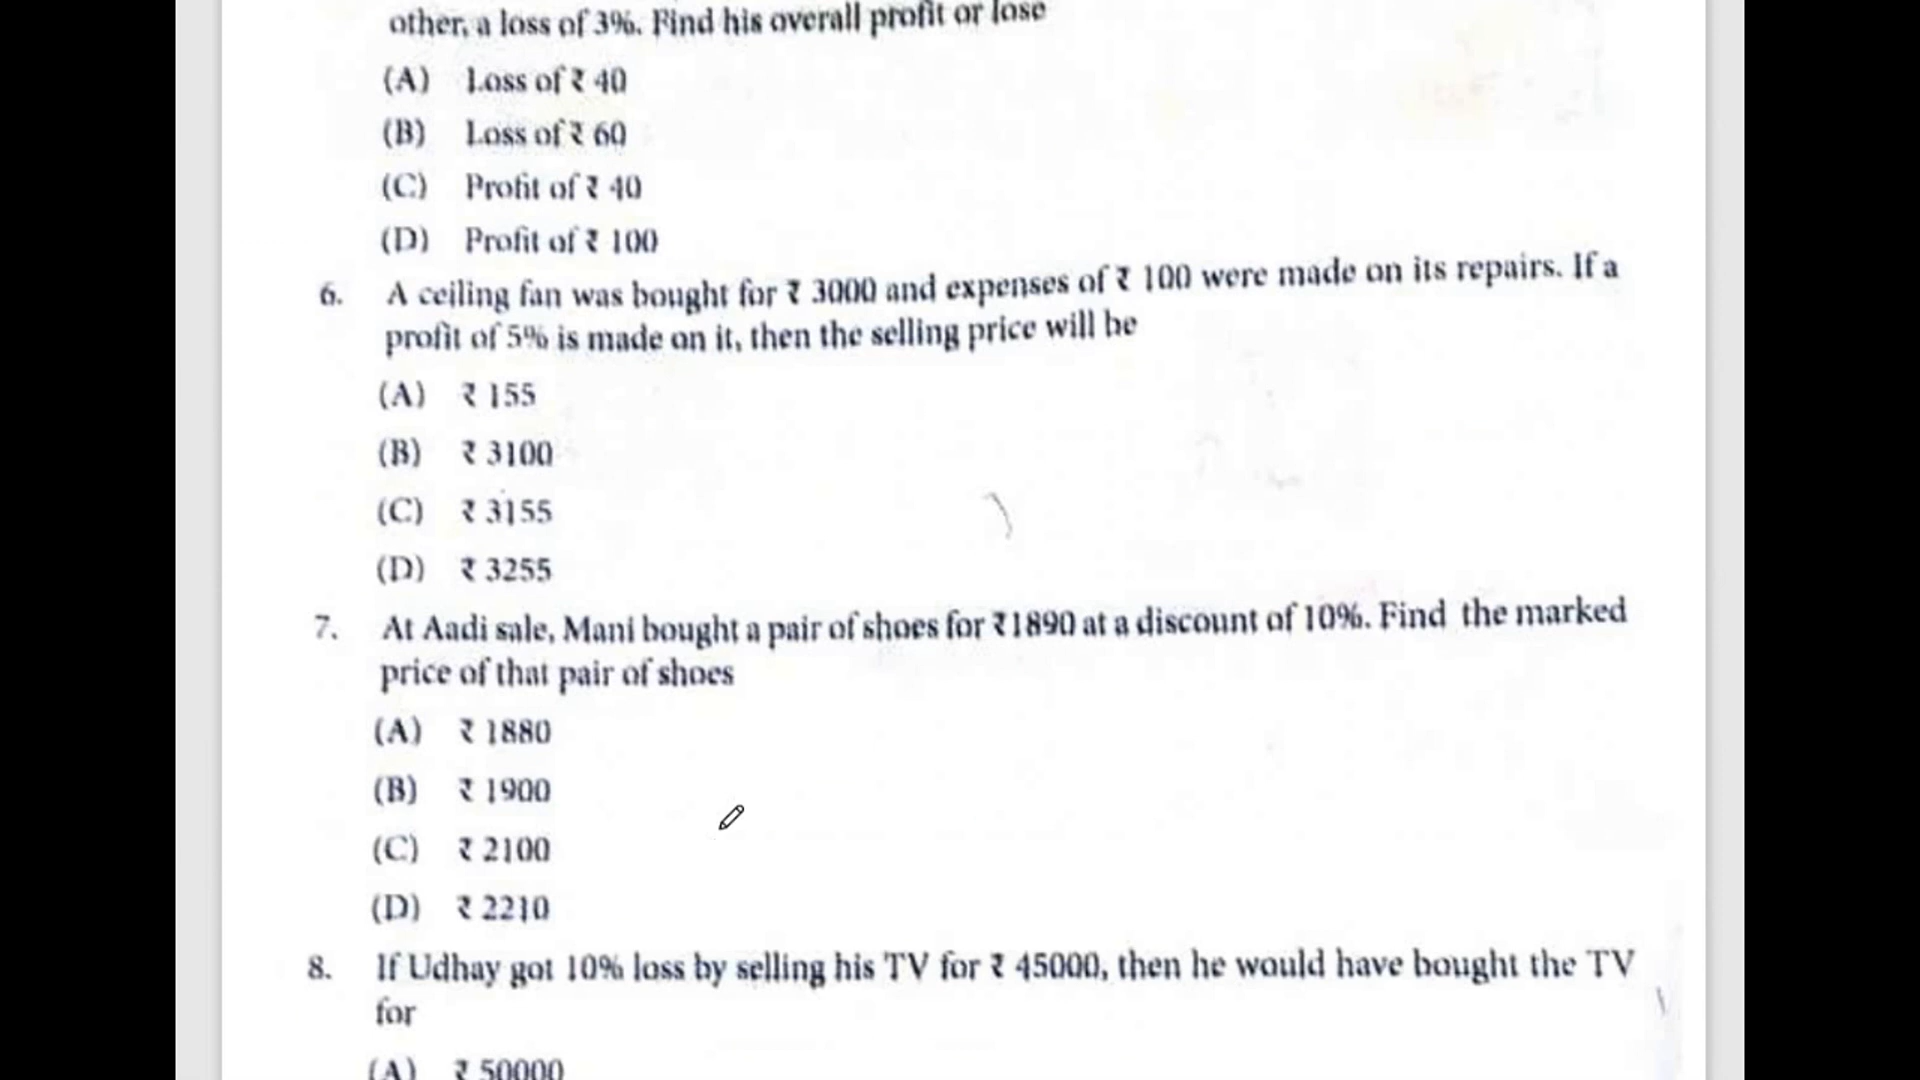 other, a loss of 3%. Find his overall profit or lose
(A) Loss of ₹ 40
(B) Loss of ₹ 60
(C) Profit of ₹ 40
(D) Profit of ₹ 100
6. A ceiling fan was bought for ₹ 3000 and expenses of ₹ 100 were made on its repairs. If a
profit of 5% is made on it, then the selling price will be
(A) ₹ 155
(B) ₹ 3100
(C) ₹ 3155
(D) ₹ 3255
7. At Aadi sale, Mani bought a pair of shoes for ₹1890 at a discount of 10%. Find the marked
price of that pair of shoes
(A) ₹ 1880
(B) ₹ 1900
(C) ₹ 2100
(D) ₹ 2210
8. If Udhay got 10% loss by selling his TV for ₹ 45000, then he would have bought the TV
for
(A) ₹ 50000